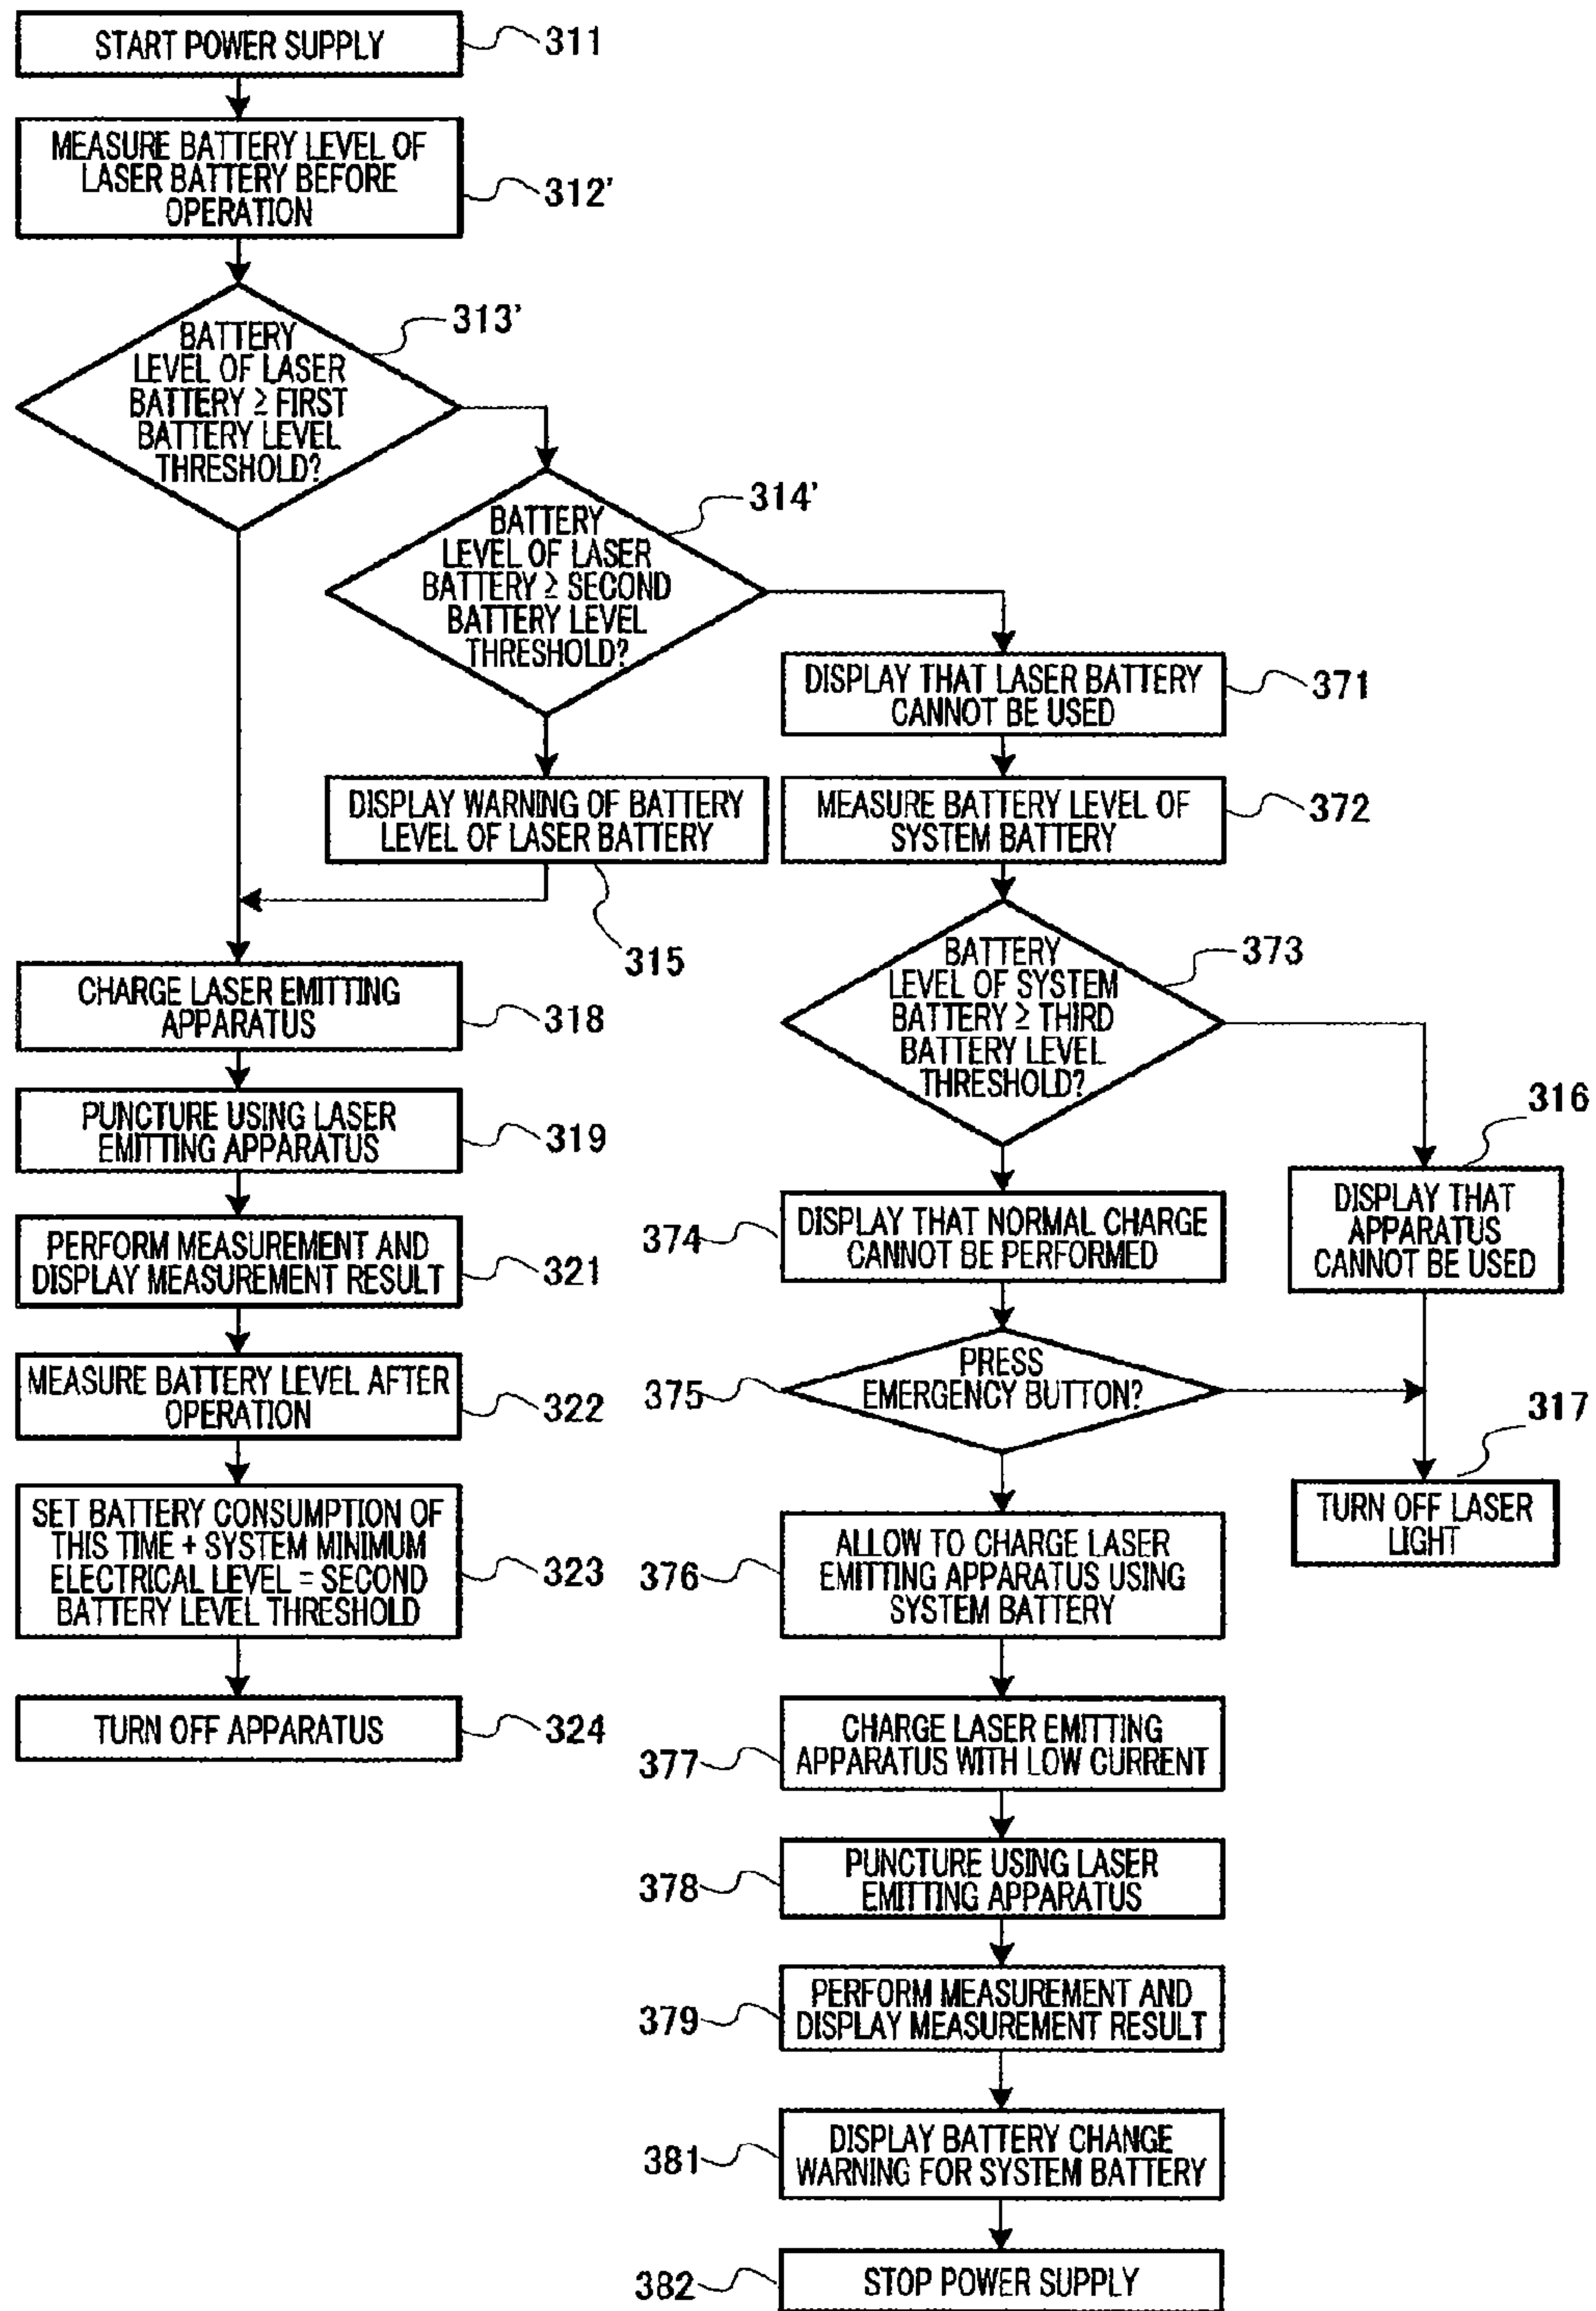 START POWER SUPPLY
311
MEASURE BATTERY LEVEL OF
LASER BATTERY BEFORE
OPERATION
312'
BATTERY
LEVEL OF LASER
BATTERY ≥ FIRST
BATTERY LEVEL
THRESHOLD?
313'
BATTERY
LEVEL OF LASER
BATTERY ≥ SECOND
BATTERY LEVEL
THRESHOLD?
314'
DISPLAY WARNING OF BATTERY
LEVEL OF LASER BATTERY
315
CHARGE LASER EMITTING
APPARATUS
318
PUNCTURE USING LASER
EMITTING APPARATUS
319
PERFORM MEASUREMENT AND
DISPLAY MEASUREMENT RESULT
321
MEASURE BATTERY LEVEL AFTER
OPERATION
322
SET BATTERY CONSUMPTION OF
THIS TIME + SYSTEM MINIMUM
ELECTRICAL LEVEL = SECOND
BATTERY LEVEL THRESHOLD
323
TURN OFF APPARATUS
324
DISPLAY THAT LASER BATTERY
CANNOT BE USED
371
MEASURE BATTERY LEVEL OF
SYSTEM BATTERY
372
BATTERY
LEVEL OF SYSTEM
BATTERY ≥ THIRD
BATTERY LEVEL
THRESHOLD?
373
316
DISPLAY THAT
APPARATUS
CANNOT BE USED
317
TURN OFF LASER
LIGHT
374
DISPLAY THAT NORMAL CHARGE
CANNOT BE PERFORMED
375
PRESS
EMERGENCY BUTTON?
376
ALLOW TO CHARGE LASER
EMITTING APPARATUS USING
SYSTEM BATTERY
377
CHARGE LASER EMITTING
APPARATUS WITH LOW CURRENT
378
PUNCTURE USING LASER
EMITTING APPARATUS
379
PERFORM MEASUREMENT AND
DISPLAY MEASUREMENT RESULT
381
DISPLAY BATTERY CHANGE
WARNING FOR SYSTEM BATTERY
382
STOP POWER SUPPLY